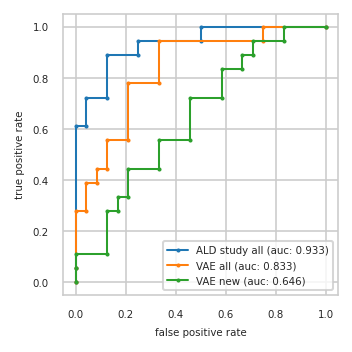 1.0
0.8
0.6
0.4
0.2
0.0
true positive rate
ALD study all (auc: 0.933)
VAE all (auc: 0.833)
VAE new (auc: 0.646)
0.0 0.2 0.4 0.6 0.8 1.0
false positive rate